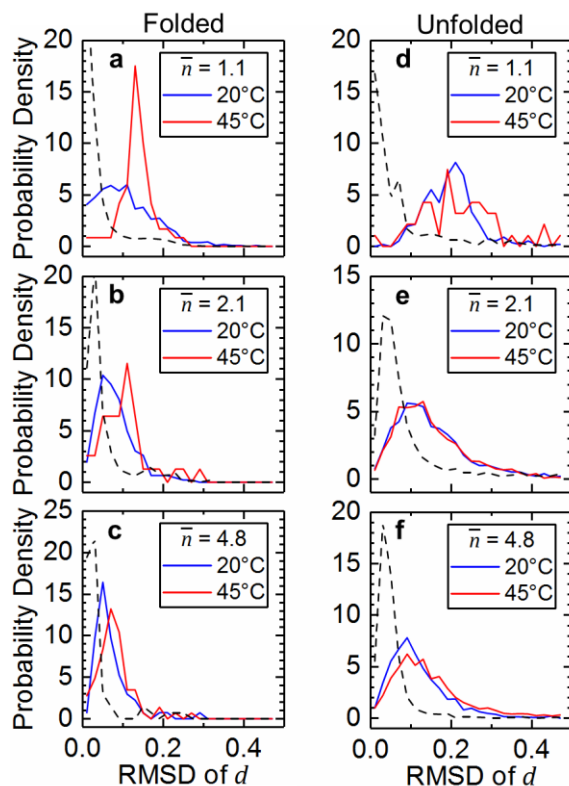 Folded
Unfolded
a
n̅ = 1.1
20°C
45°C
d
n̅ = 1.1
20°C
45°C
Probability Density
20
15
10
5
0
20
15
10
5
0
b
n̅ = 2.1
20°C
45°C
e
n̅ = 2.1
20°C
45°C
Probability Density
20
15
10
5
0
15
10
5
0
c
n̅ = 4.8
20°C
45°C
f
n̅ = 4.8
20°C
45°C
Probability Density
25
20
15
10
5
0
20
15
10
5
0
0.0 0.2 0.4
0.0 0.2 0.4
RMSD of d
RMSD of d